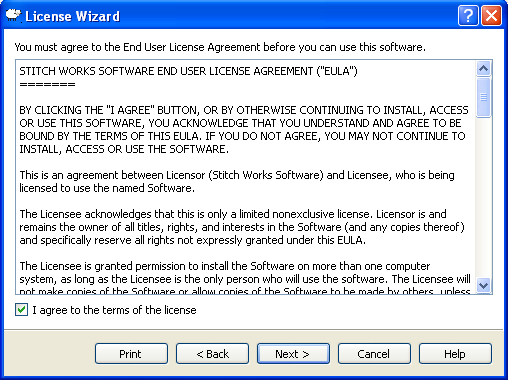 License Wizard
You must agree to the End User License Agreement before you can use this software.
STITCH WORKS SOFTWARE END USER LICENSE AGREEMENT ("EULA")
=======
BY CLICKING THE "I AGREE" BUTTON, OR BY OTHERWISE CONTINUING TO INSTALL, ACCESS
OR USE THIS SOFTWARE, YOU ACKNOWLEDGE THAT YOU UNDERSTAND AND AGREE TO BE
BOUND BY THE TERMS OF THIS EULA. IF YOU DO NOT AGREE, YOU MAY NOT CONTINUE TO
INSTALL, ACCESS OR USE THE SOFTWARE.
This is an agreement between Licensor (Stitch Works Software) and Licensee, who is being
licensed to use the named Software.
The Licensee acknowledges that this is only a limited nonexclusive license. Licensor is and
remains the owner of all titles, rights, and interests in the Software (and any copies thereof)
and specifically reserve all rights not expressly granted under this EULA.
The Licensee is granted permission to install the Software on more than one computer
system, as long as the Licensee is the only person who will use the software. The Licensee will
not make copies of the Software or allow copies of the Software to be made by others, unless
I agree to the terms of the license
Print
< Back
Next >
Cancel
Help